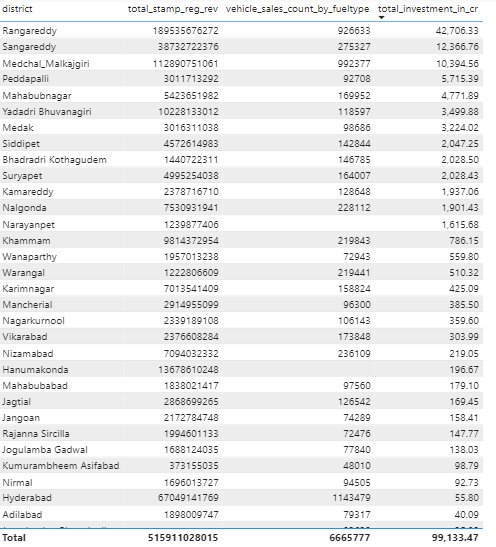 district total_stamp_reg_rev vehicle_sales_count_by_fueltype total_investment_in_cr
Rangareddy 189535676272 926633 42,706.33
Sangareddy 38732722376 275327 12,366.76
Medchal_Malkajgiri 112890751061 992377 10,394.56
Peddapalli 3011713292 92708 5,715.39
Mahabubnagar 5423651982 169952 4,771.89
Yadadri Bhuvanagiri 10228133012 118597 3,499.88
Medak 3016311038 98686 3,224.02
Siddipet 4572614983 142844 2,047.25
Bhadradri Kothagudem 1440722311 146785 2,028.50
Suryapet 4995254038 164007 2,028.43
Kamareddy 2378716710 128648 1,937.06
Nalgonda 7530931941 228112 1,901.43
Narayanpet 1239877406 1,615.68
Khammam 9814372954 219843 786.15
Wanaparthy 1957013238 72943 559.80
Warangal 1222806609 219441 510.32
Karimnagar 7013541409 158824 425.09
Mancherial 2914955099 96300 385.50
Nagarkurnool 2339189108 106143 359.60
Vikarabad 2376608284 173848 303.99
Nizamabad 7094032332 236109 219.05
Hanumakonda 13678610248 196.67
Mahabubabad 1838021417 97560 179.10
Jagtial 2868699265 126542 169.45
Jangoan 2172784748 74289 158.41
Rajanna Sircilla 1994601133 72476 147.77
Jogulamba Gadwal 1688124035 77840 138.03
Kumurambheem Asifabad 373155035 48010 98.79
Nirmal 1696013727 94505 92.73
Hyderabad 67049141769 1143479 55.80
Adilabad 1898009747 79317 40.09
Total 515911028015 6665777 99,133.47